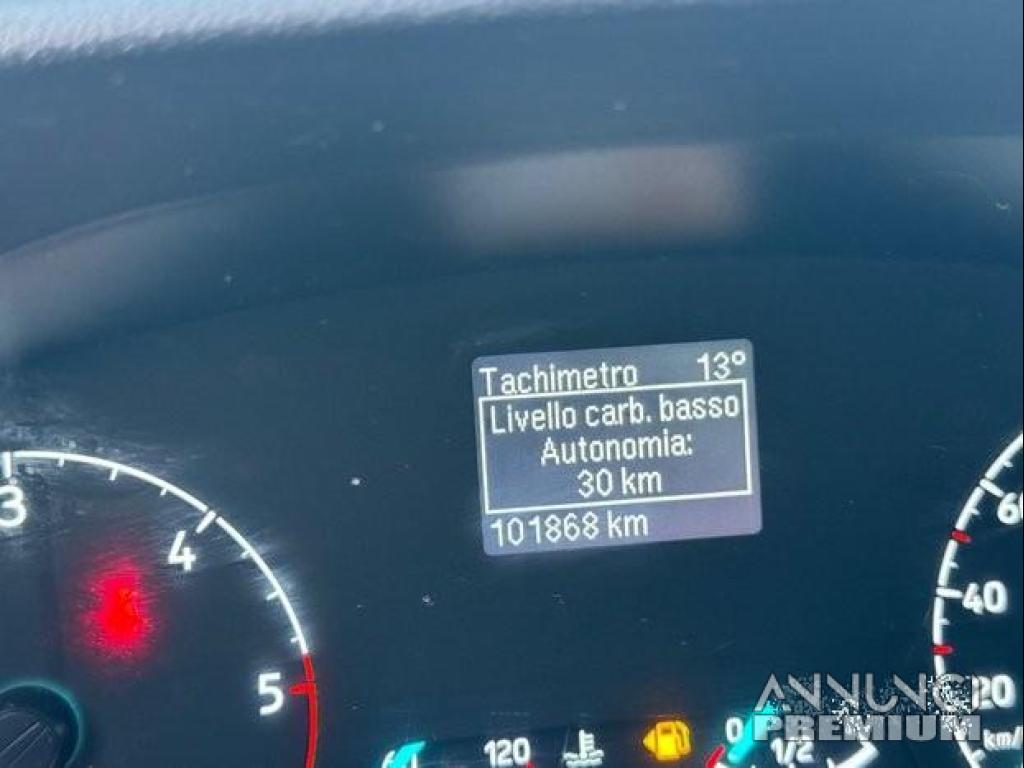 Tachimetro 13°
Livello carb. basso
Autonomia:
30 km
101868 km
3
4
5
60
40
20
km/
120
0
1/2
ANNUNCI
PREMIUM